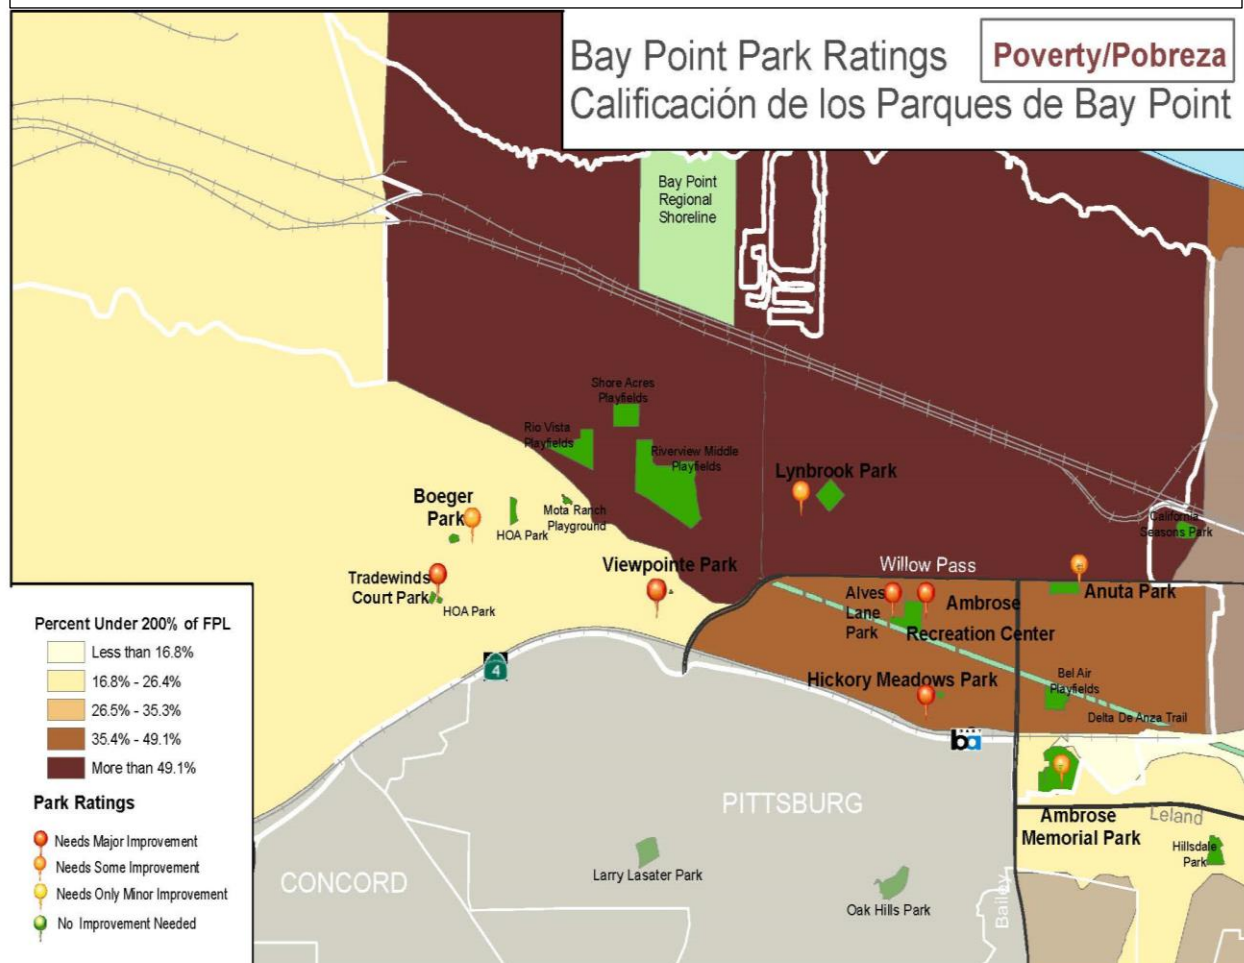 Bay Point Park Ratings
Poverty/Pobreza
Calificación de los Parques de Bay Point
Bay Point
Regional
Shoreline
Shore Acres
Playfields
Rio Vista
Playfields
Riverview Middle
Playfields
Lynbrook Park
Boeger
Park
HOA Park
Mota Ranch
Playground
California
Seasons Park
Tradewinds
Court Park
HOA Park
Viewpointe Park
Willow Pass
Alves
Lane
Park
Ambrose
Recreation Center
Anuta Park
Hickory Meadows Park
Bel Air
Playfields
Delta De Anza Trail
4
ba
PITTSBURG
CONCORD
Larry Lasater Park
Oak Hills Park
Bailey
Ambrose
Memorial Park
Leland
Hillsdale
Park
Percent Under 200% of FPL
Less than 16.8%
16.8% - 26.4%
26.5% - 35.3%
35.4% - 49.1%
More than 49.1%
Park Ratings
Needs Major Improvement
Needs Some Improvement
Needs Only Minor Improvement
No Improvement Needed